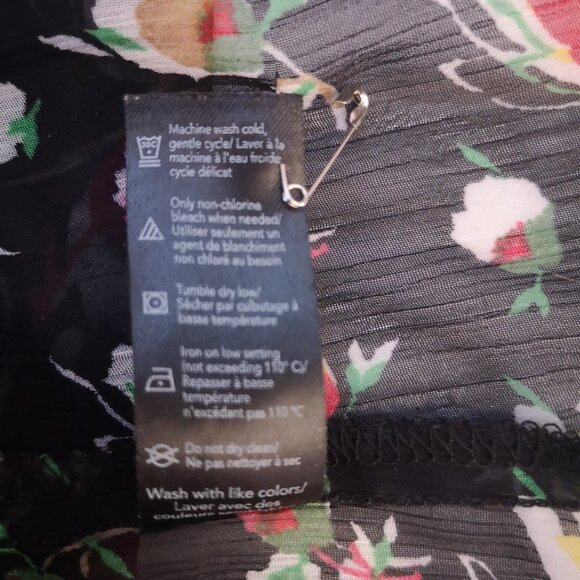 Machine wash cold,
gentle cycle/ Laver à la
machine à l'eau froide,
cycle délicat
30C
Only non-chlorine
bleach when needed/
Utiliser seulement un
agent de blanchiment
non chloré au besoin
Tumble dry low/
Sécher par culbutage à
basse température
Iron on low setting
(not exceeding 110° C)/
Repasser à basse
température
n'excédant pas 110 °C
Do not dry clean/
Ne pas nettoyer à sec
Wash with like colors/
Laver avec des
couleurs